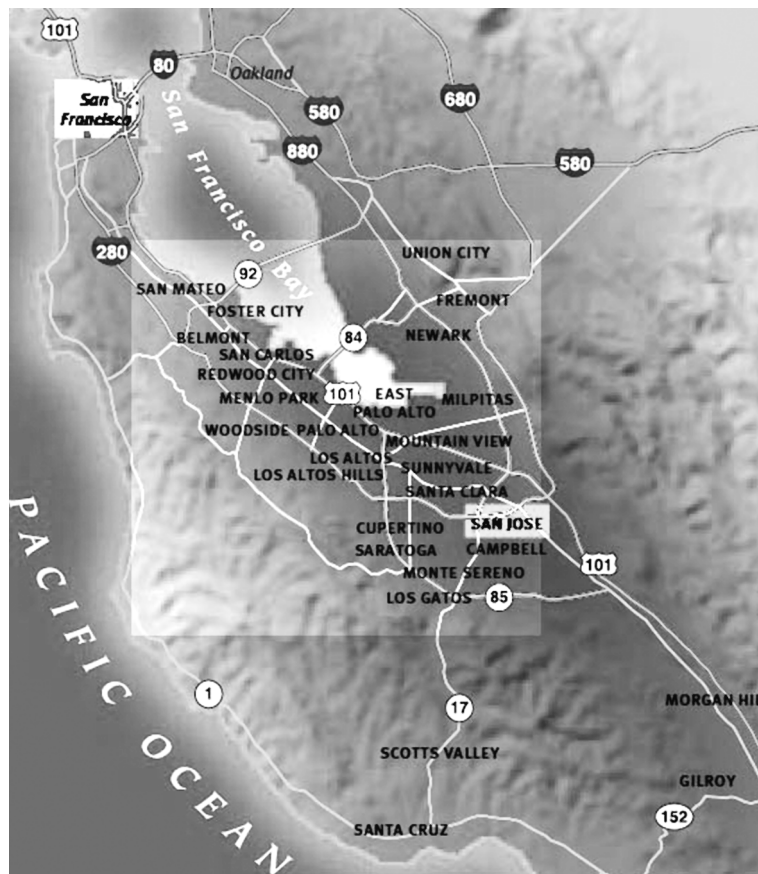 101
80
Oakland
San
Francisco
580
680
880
580
San Francisco Bay
280
UNION CITY
92
SAN MATEO
FREMONT
FOSTER CITY
84
BELMONT
NEWARK
SAN CARLOS
REDWOOD CITY
101
EAST
PALO ALTO
MENLO PARK
MILPITAS
WOODSIDE
PALO ALTO
MOUNTAIN VIEW
LOS ALTOS
SUNNYVALE
LOS ALTOS HILLS
SANTA CLARA
CUPERTINO
SAN JOSE
SARATOGA
CAMPBELL
101
MONTE SERENO
LOS GATOS
85
PACIFIC OCEAN
1
17
MORGAN HI
SCOTTS VALLEY
GILROY
152
SANTA CRUZ